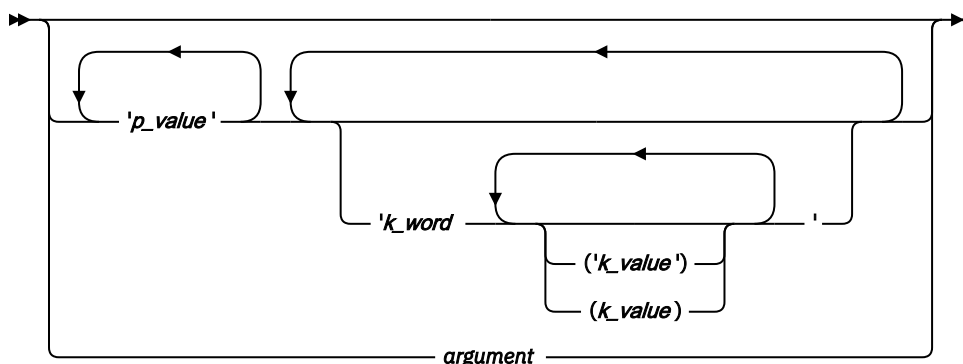 'p_value'
'k_word '
('k_value')
(k_value)
argument